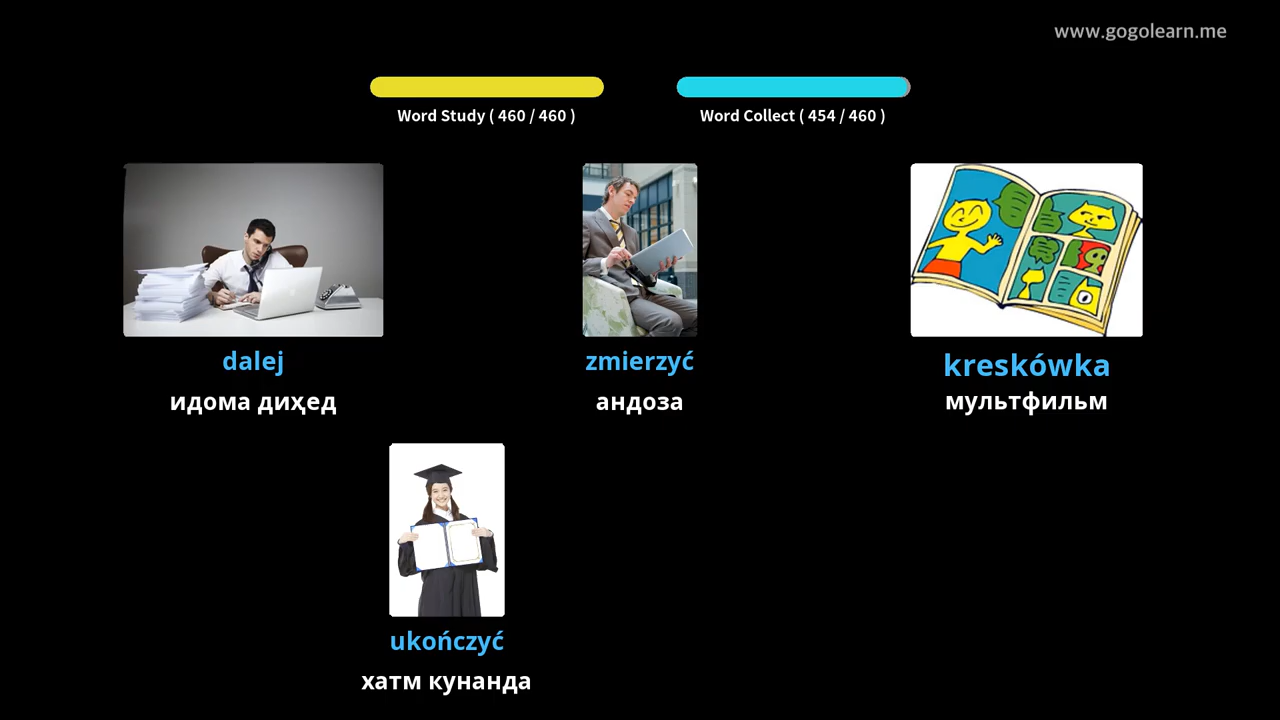 www.gogolearn.me
Word Study ( 460 / 460 )
Word Collect ( 454 / 460 )
dalej
идома диҳед
zmierzyć
андоза
kreskówka
мультфильм
ukończyć
хатм кунанда